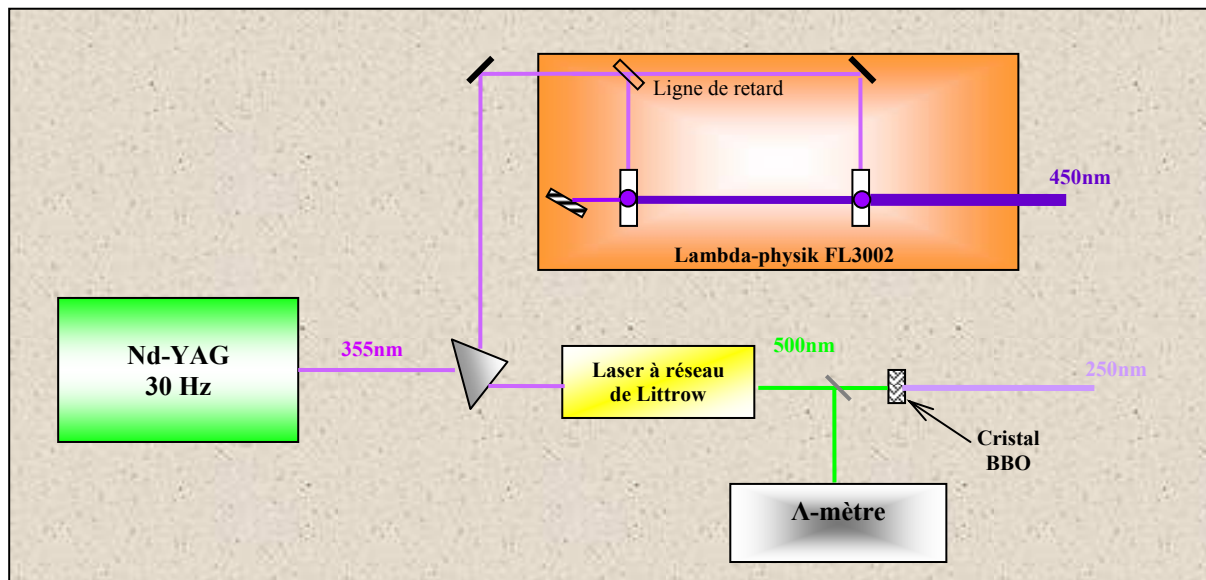 Ligne de retard
450nm
Lambda-physik FL3002
Nd-YAG
30 Hz
355nm
Laser à réseau
de Littrow
500nm
250nm
Cristal
BBO
Λ-mètre